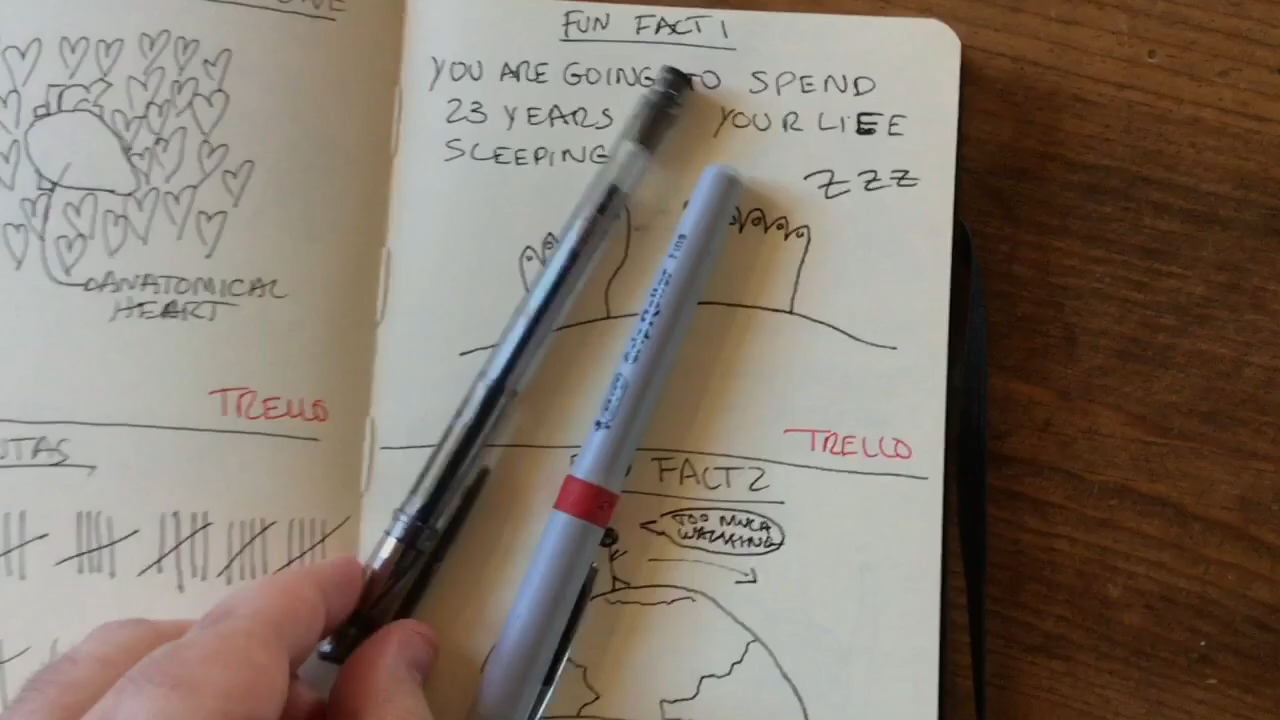 FUN FACT 1
YOU ARE GOING TO SPEND
23 YEARS YOUR LIFE
SLEEPING
ZZZ
ANATOMICAL
HEART
TRELLO
TRELLO
FACT 2
TOO MUCH
WALKING